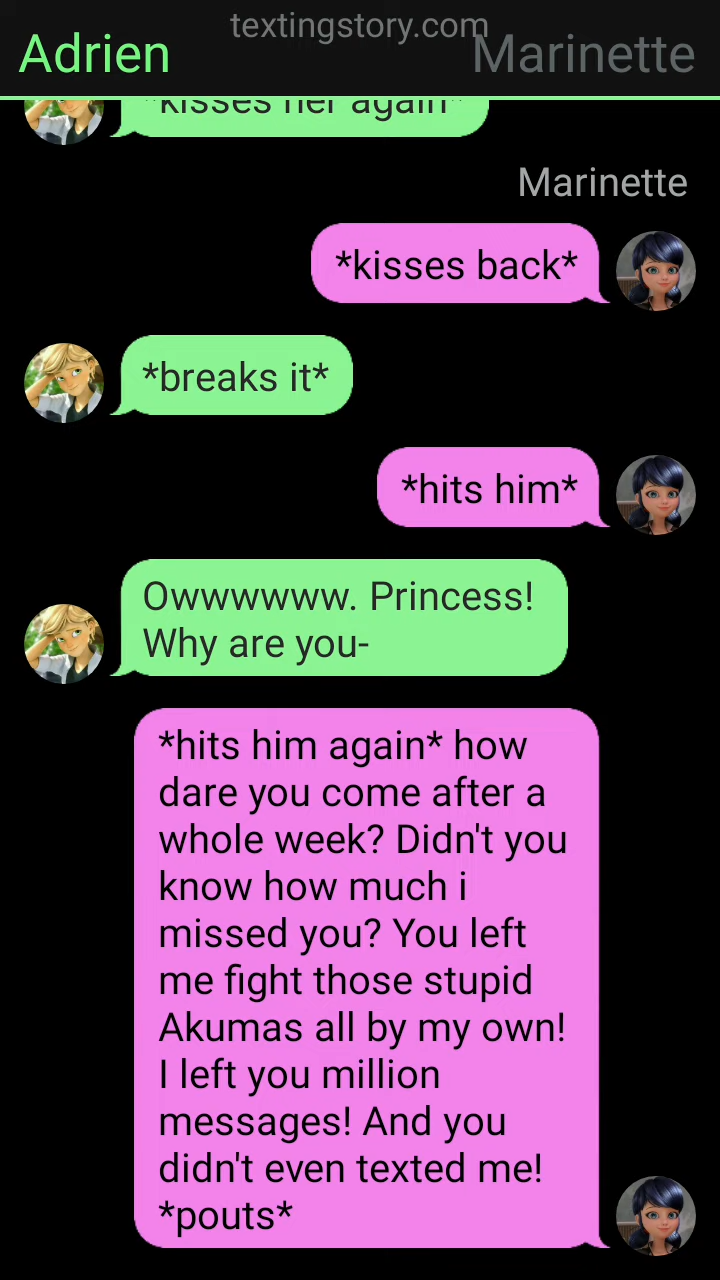 textingstory.com
Adrien
Marinette
*kisses her again*
Marinette
*kisses back*
*breaks it*
*hits him*
Owwwwww. Princess!
Why are you-
*hits him again* how
dare you come after a
whole week? Didn't you
know how much i
missed you? You left
me fight those stupid
Akumas all by my own!
I left you million
messages! And you
didn't even texted me!
*pouts*